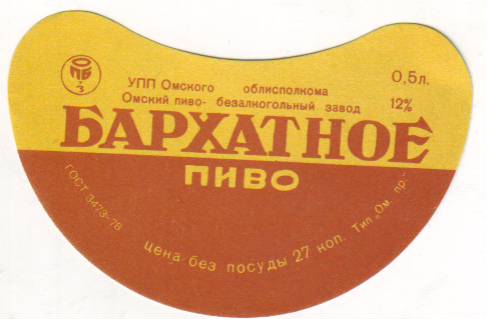 ОПБ
З
УПП Омского облисполкома
Омский пиво- безалкогольный завод
0,5л.
12%
БАРХАТНОЕ
ПИВО
ГОСТ 3473-78
цена без посуды 27 коп. Тип. „Ом. пр."